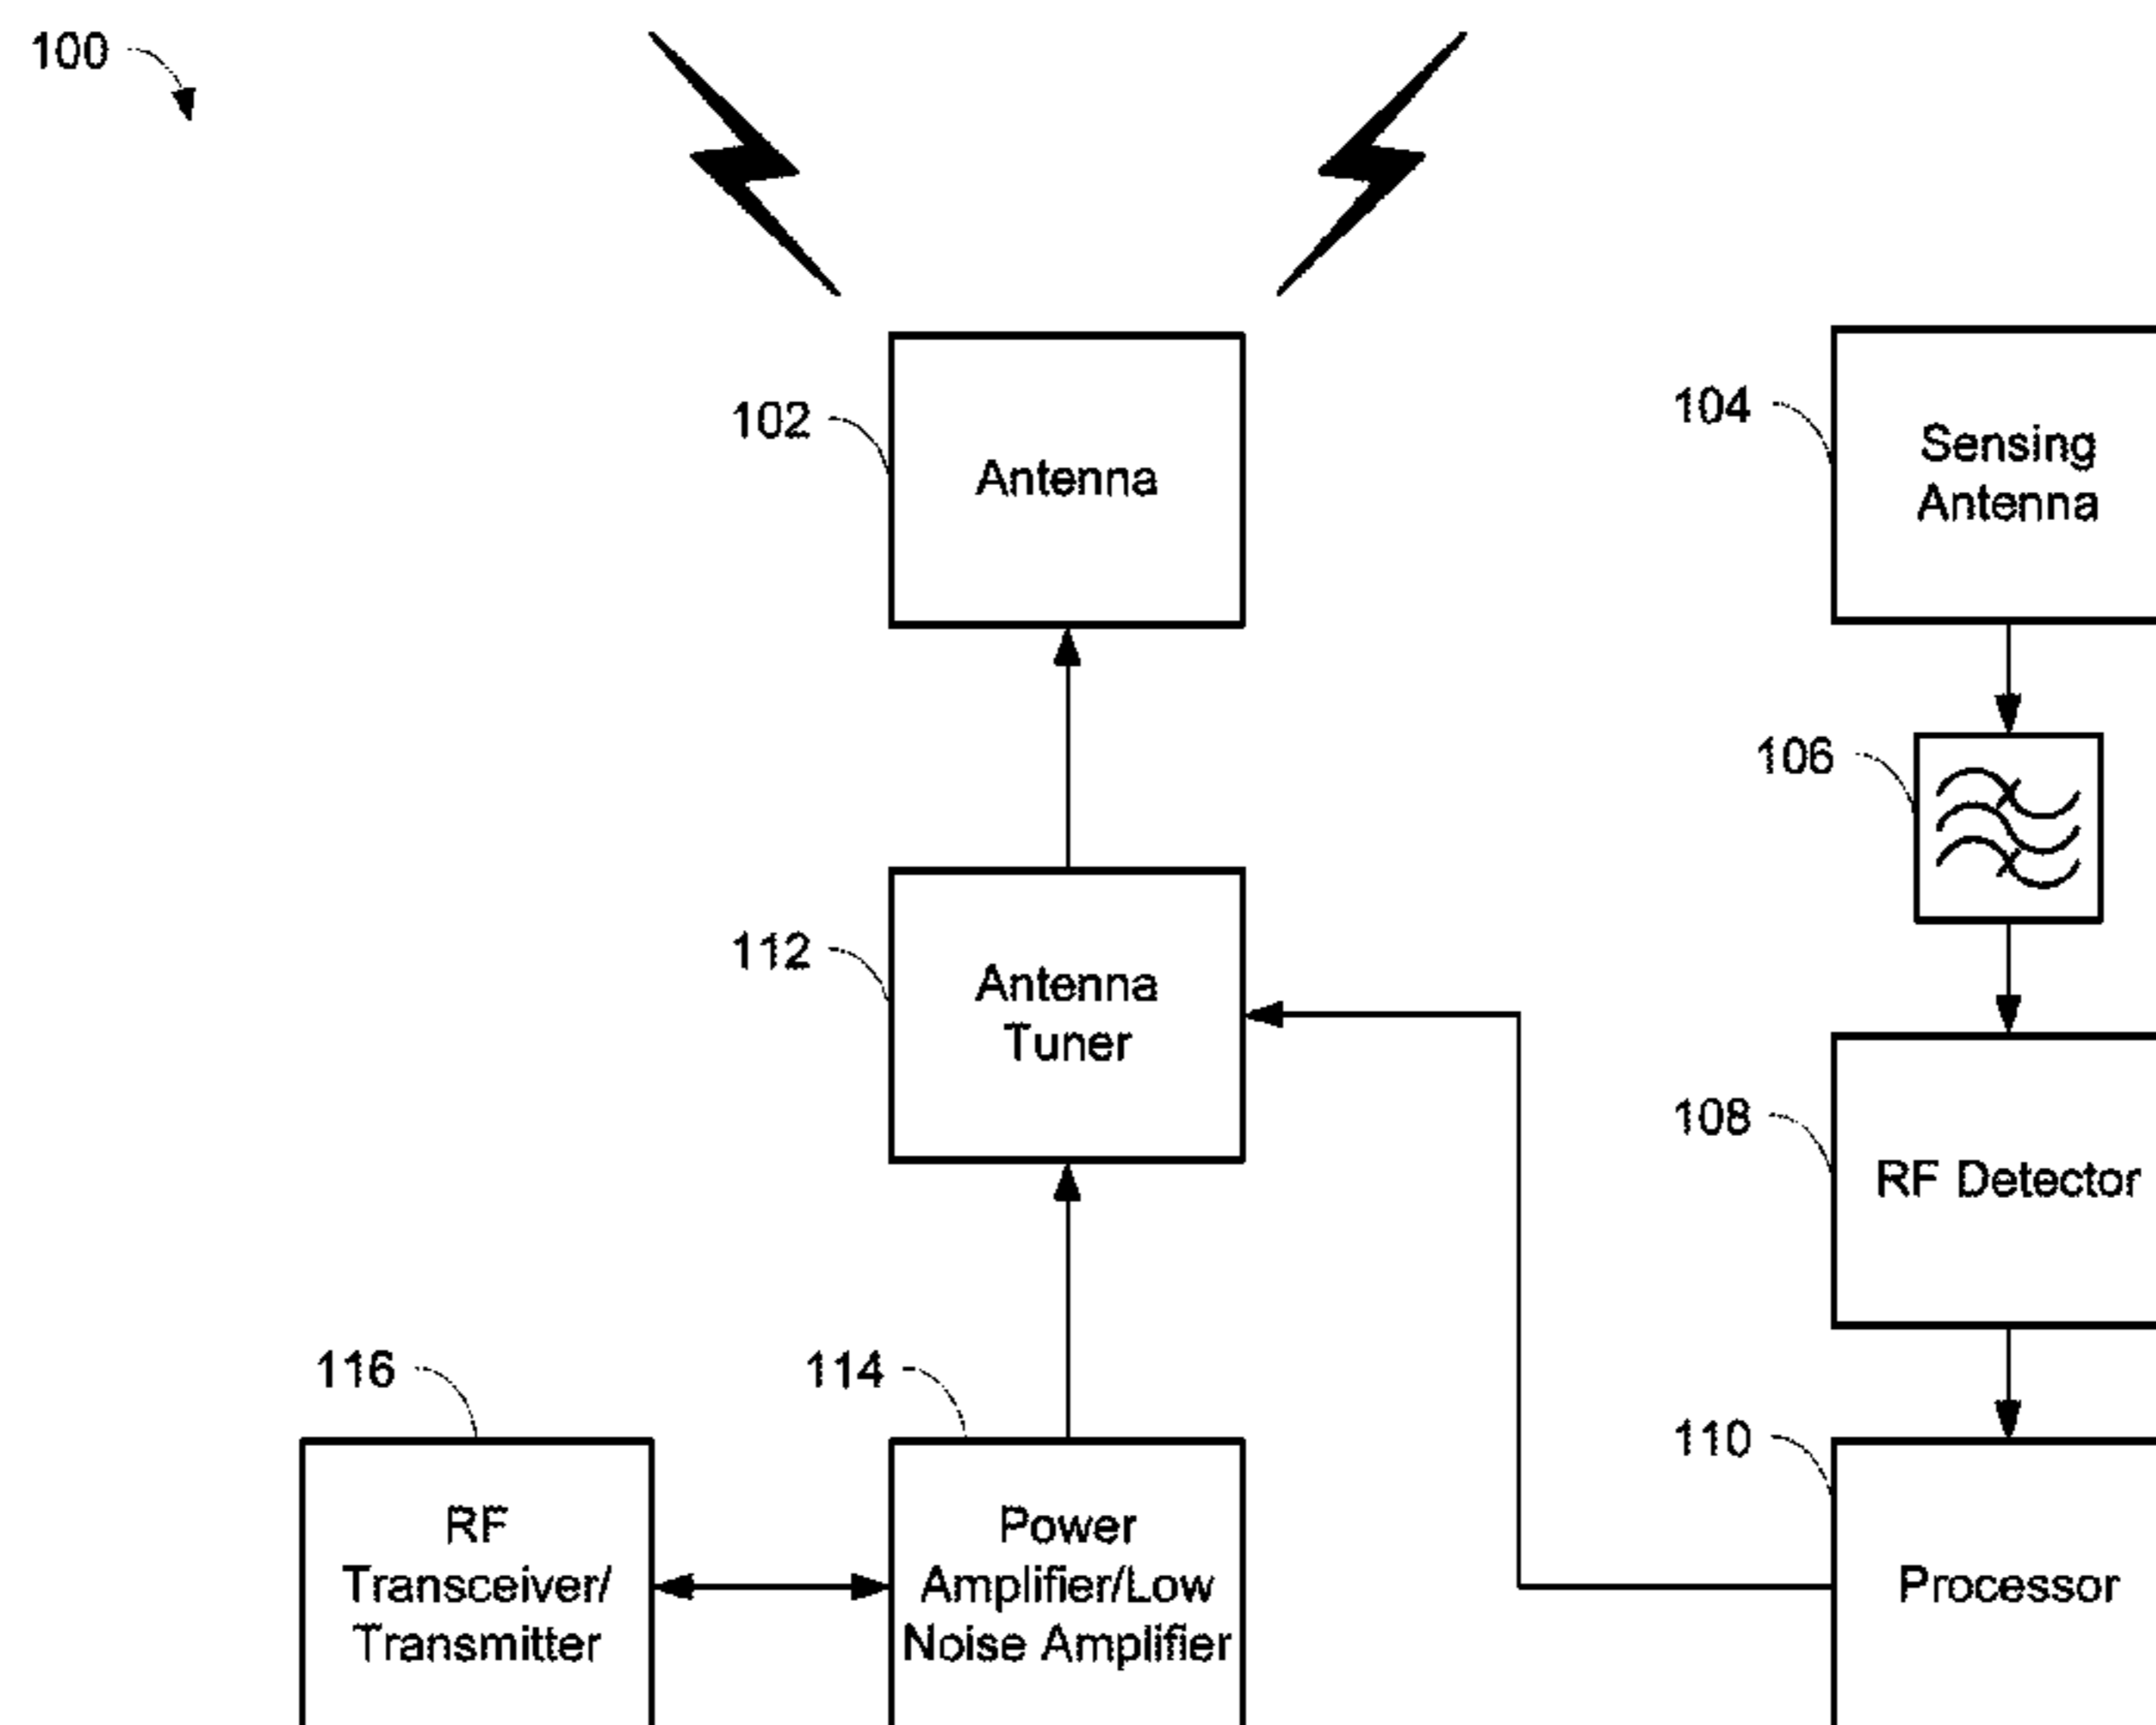 100
102
Antenna
104
Sensing
Antenna
106
112
Antenna
Tuner
108
RF Detector
116
114
110
RF
Transceiver/
Transmitter
Power
Amplifier/Low
Noise Amplifier
Processor